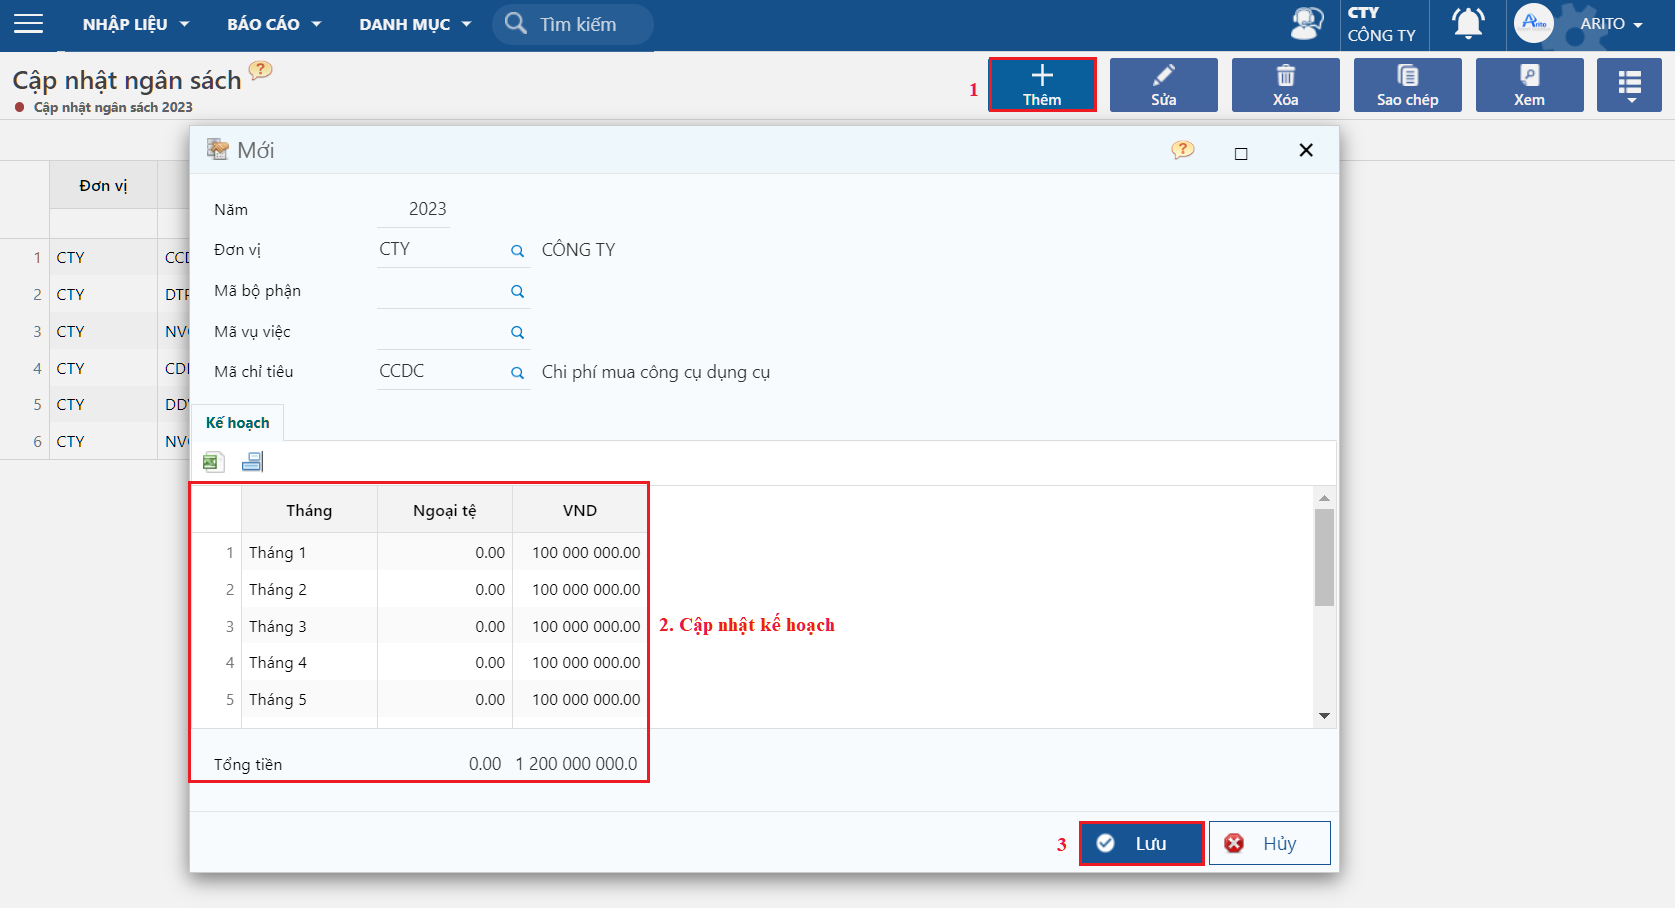 NHẬP LIỆU BÁO CÁO DANH MỤC Tìm kiếm CTY CÔNG TY Arito ARITO
Cập nhật ngân sách ?
Cập nhật ngân sách 2023
1 Thêm Sửa Xóa Sao chép Xem
Đơn vị
1 CTY CCD
2 CTY DTP
3 CTY NV
4 CTY CD
5 CTY DD
6 CTY NV
Mới ?
Năm 2023
Đơn vị CTY CÔNG TY
Mã bộ phận
Mã vụ việc
Mã chỉ tiêu CCDC Chi phí mua công cụ dụng cụ
Kế hoạch
Tháng Ngoại tệ VND
1 Tháng 1 0.00 100 000 000.00
2 Tháng 2 0.00 100 000 000.00
3 Tháng 3 0.00 100 000 000.00
4 Tháng 4 0.00 100 000 000.00
5 Tháng 5 0.00 100 000 000.00
2. Cập nhật kế hoạch
Tổng tiền 0.00 1 200 000 000.0
3 Lưu Hủy